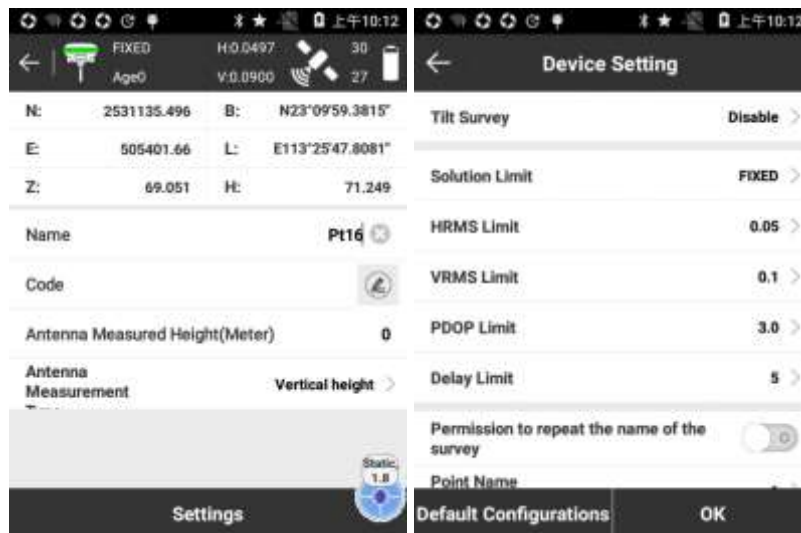 上午10:12
FIXED H:0.0497 30
Age0 V:0.0900 27
N: 2531135.496 B: N23°09'59.3815"
E: 505401.66 L: E113°25'47.8081"
Z: 69.051 H: 71.249
Name Pt16
Code
Antenna Measured Height(Meter) 0
Antenna
Measurement Vertical height
Static,
1.8
Settings
上午10:12
Device Setting
Tilt Survey Disable
Solution Limit FIXED
HRMS Limit 0.05
VRMS Limit 0.1
PDOP Limit 3.0
Delay Limit 5
Permission to repeat the name of the
survey
Point Name
Default Configurations OK